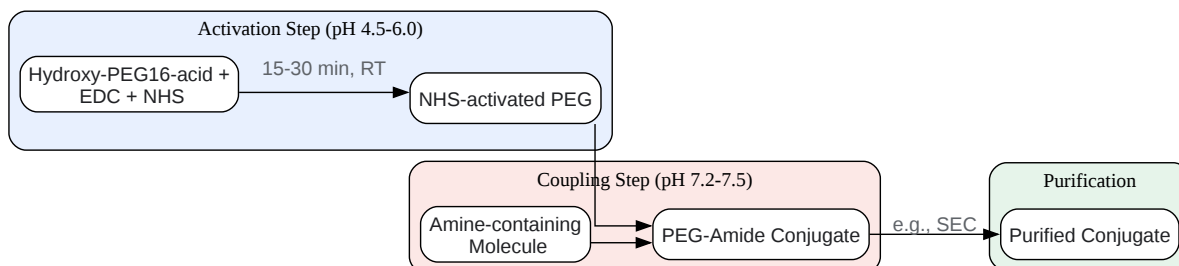 Activation Step (pH 4.5-6.0)
Hydroxy-PEG16-acid +
EDC + NHS
15-30 min, RT
NHS-activated PEG
Coupling Step (pH 7.2-7.5)
Amine-containing
Molecule
PEG-Amide Conjugate
e.g., SEC
Purification
Purified Conjugate